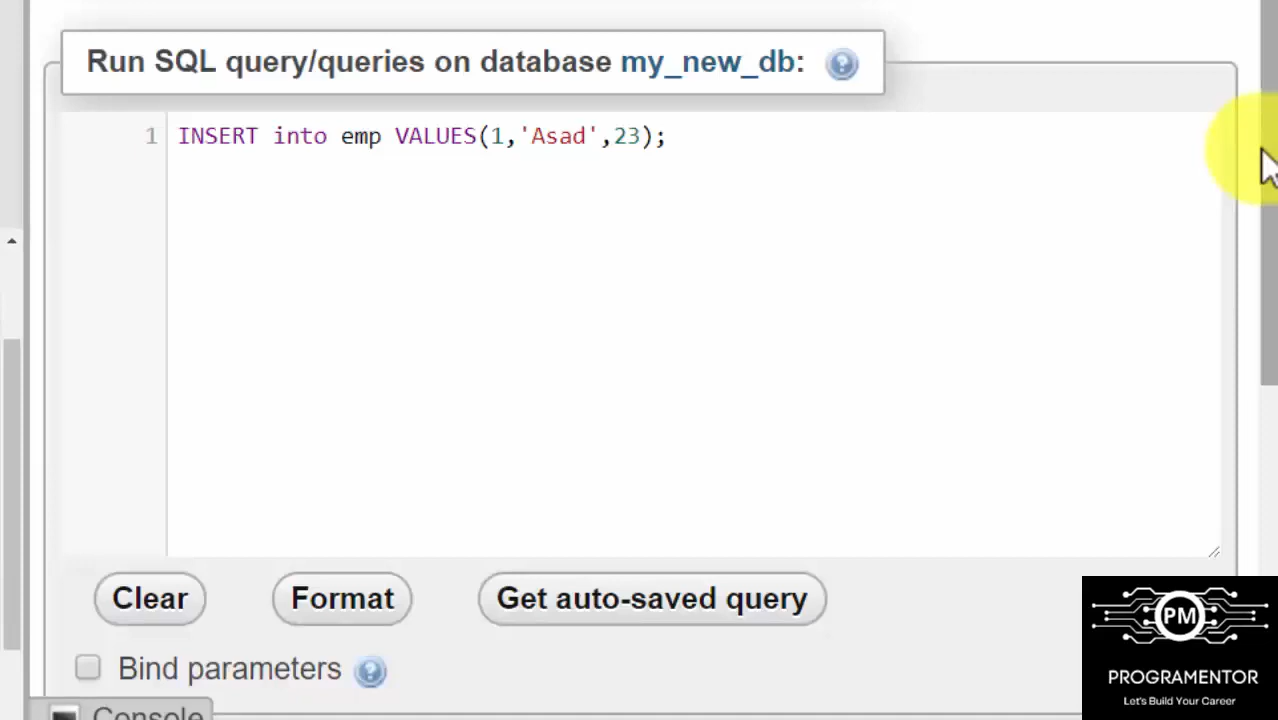 Run SQL query/queries on database my_new_db:
1 INSERT into emp VALUES(1,'Asad',23);
Clear Format Get auto-saved query
Bind parameters
Console
PM
PROGRAMENTOR
Let's Build Your Career